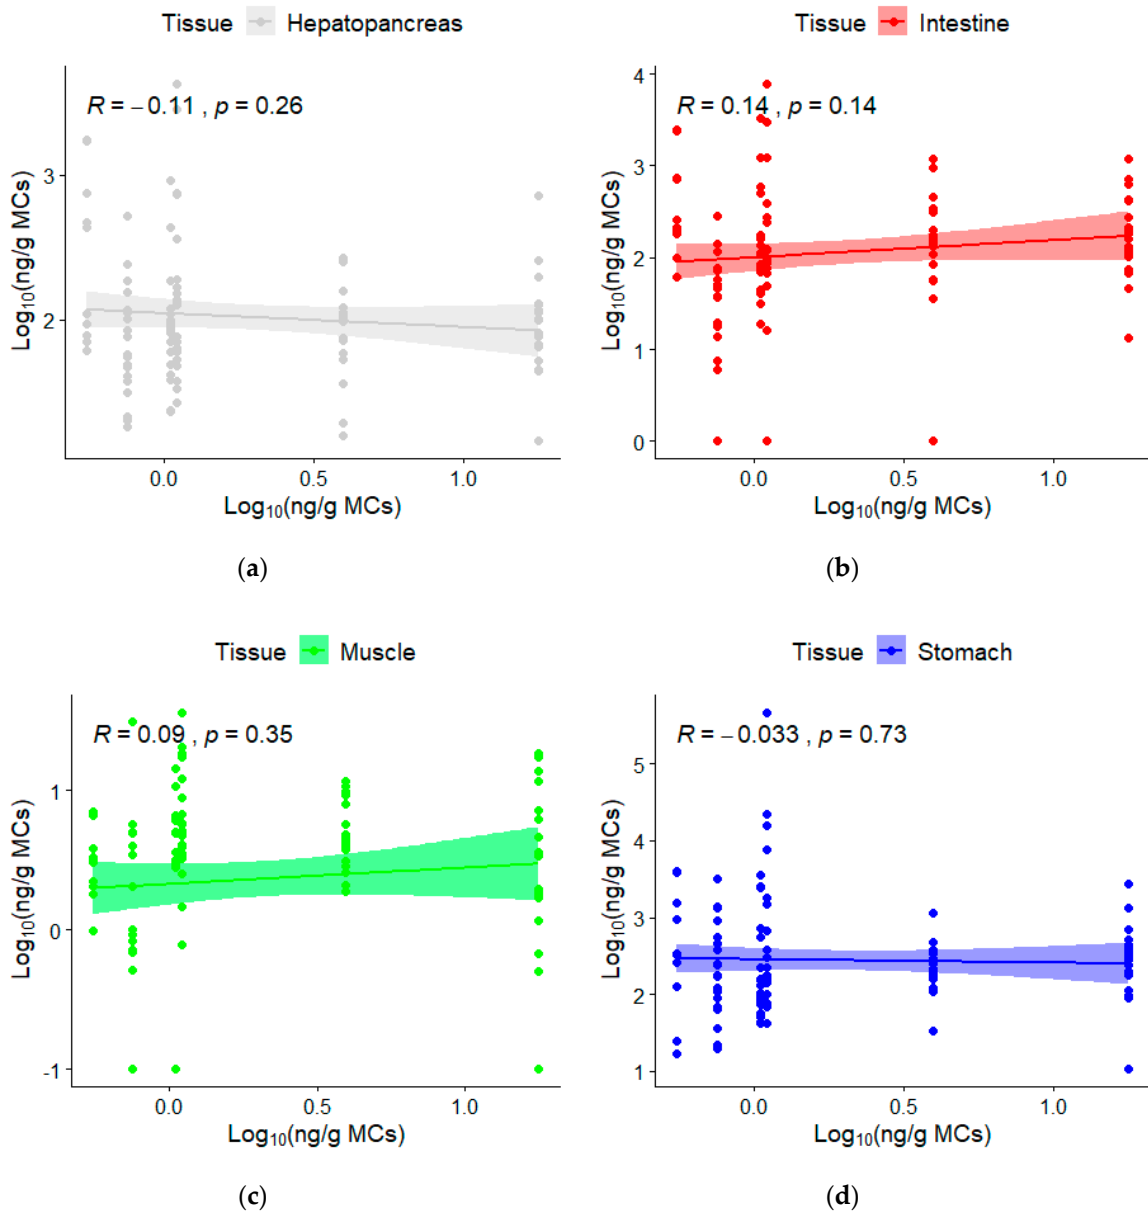 Tissue Hepatopancreas
R = −0.11 , p = 0.26
Log₁₀(ng/g MCs)
3
2
0.0 0.5 1.0
Log₁₀(ng/g MCs)
(a)
Tissue Intestine
R = 0.14 , p = 0.14
Log₁₀(ng/g MCs)
4
3
2
1
0
0.0 0.5 1.0
Log₁₀(ng/g MCs)
(b)
Tissue Muscle
R = 0.09 , p = 0.35
Log₁₀(ng/g MCs)
1
0
-1
0.0 0.5 1.0
Log₁₀(ng/g MCs)
(c)
Tissue Stomach
R = −0.033 , p = 0.73
Log₁₀(ng/g MCs)
5
4
3
2
1
0.0 0.5 1.0
Log₁₀(ng/g MCs)
(d)